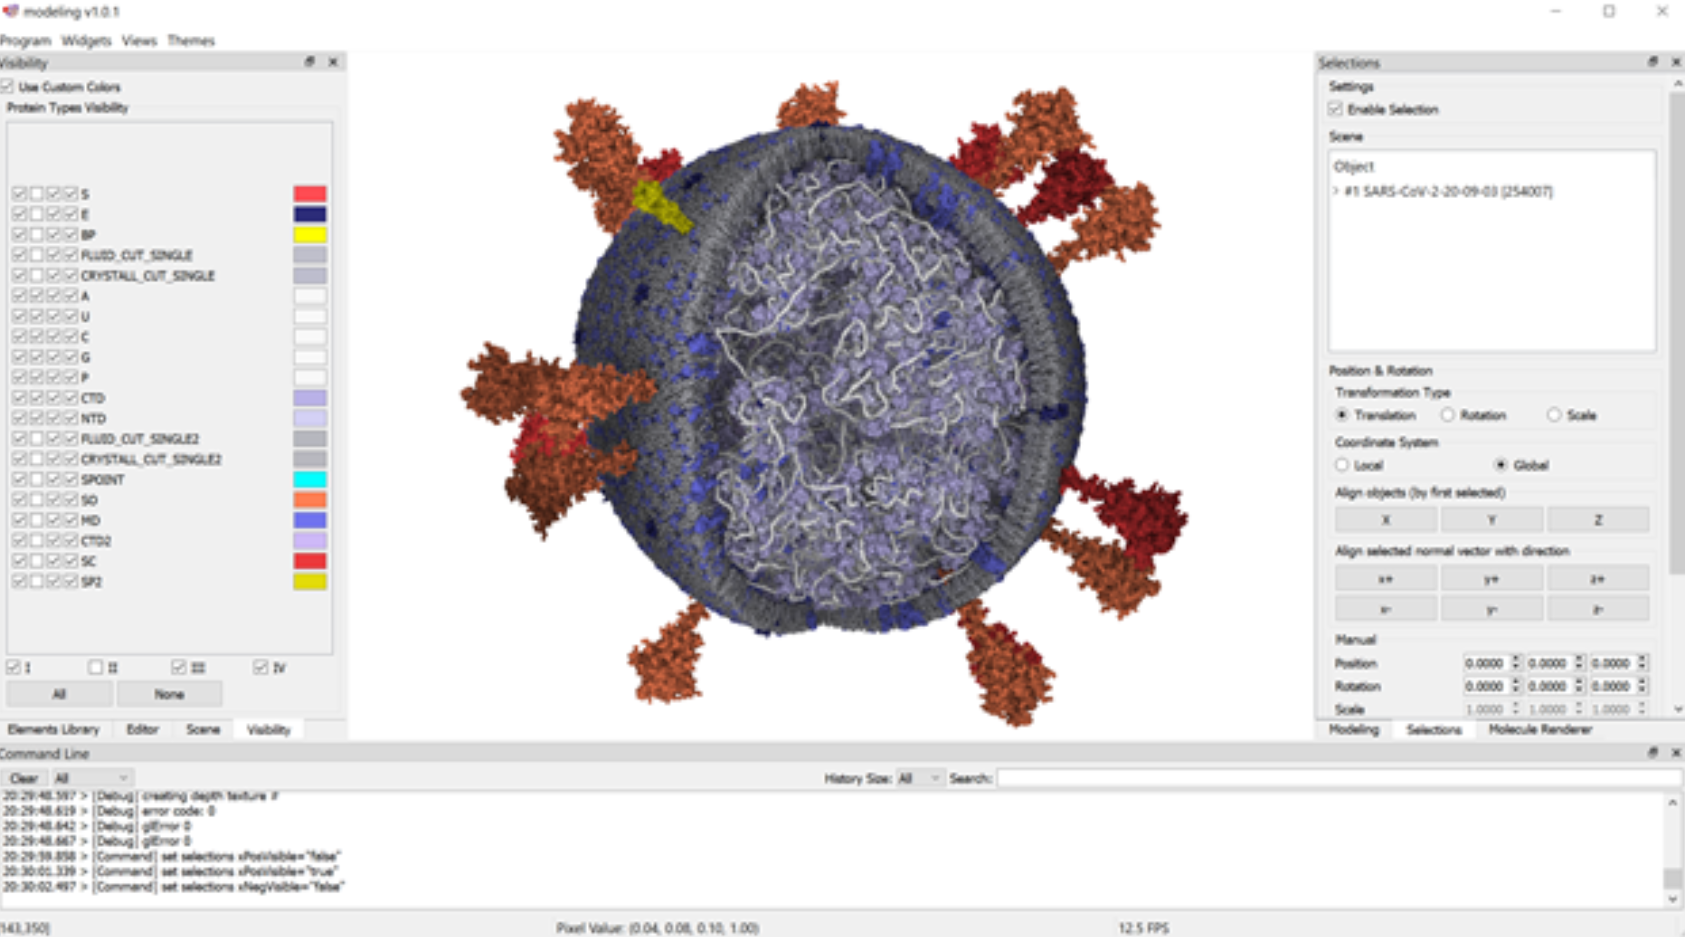 modeling v1.0.1
Program Widgets Views Themes
Visibility
Use Custom Colors
Protein Types Visibility
S
E
BP
FLUID_CUT_SINGLE
CRYSTALL_CUT_SINGLE
A
U
C
G
P
CTD
NTD
FLUID_CUT_SINGLE2
CRYSTALL_CUT_SINGLE2
SPOINT
SO
MD
CTD2
SC
SP2
I II III IV
All None
Elements Library Editor Scene Visibility
Selections
Settings
Enable Selection
Scene
Object
> #1 SARS-CoV-2-20-09-03 [254007]
Position & Rotation
Transformation Type
Translation Rotation Scale
Coordinate System
Local Global
Align objects (by first selected)
X Y Z
Align selected normal vector with direction
x+ y+ z+
x- y- z-
Manual
Position 0.0000 0.0000 0.0000
Rotation 0.0000 0.0000 0.0000
Scale 1.0000 1.0000 1.0000
Modeling Selections Molecule Renderer
Command Line
Clear All History Size: All Search:
20:29:48.597 > [Debug] creating depth texture #
20:29:48.619 > [Debug] error code: 0
20:29:48.642 > [Debug] glError 0
20:29:48.667 > [Debug] glError 0
20:29:59.858 > [Command] set selections xPosVisible="false"
20:30:01.339 > [Command] set selections xPosVisible="true"
20:30:02.497 > [Command] set selections xNegVisible="false"
143,350] Pixel Value: (0.04, 0.08, 0.10, 1.00) 12.5 FPS